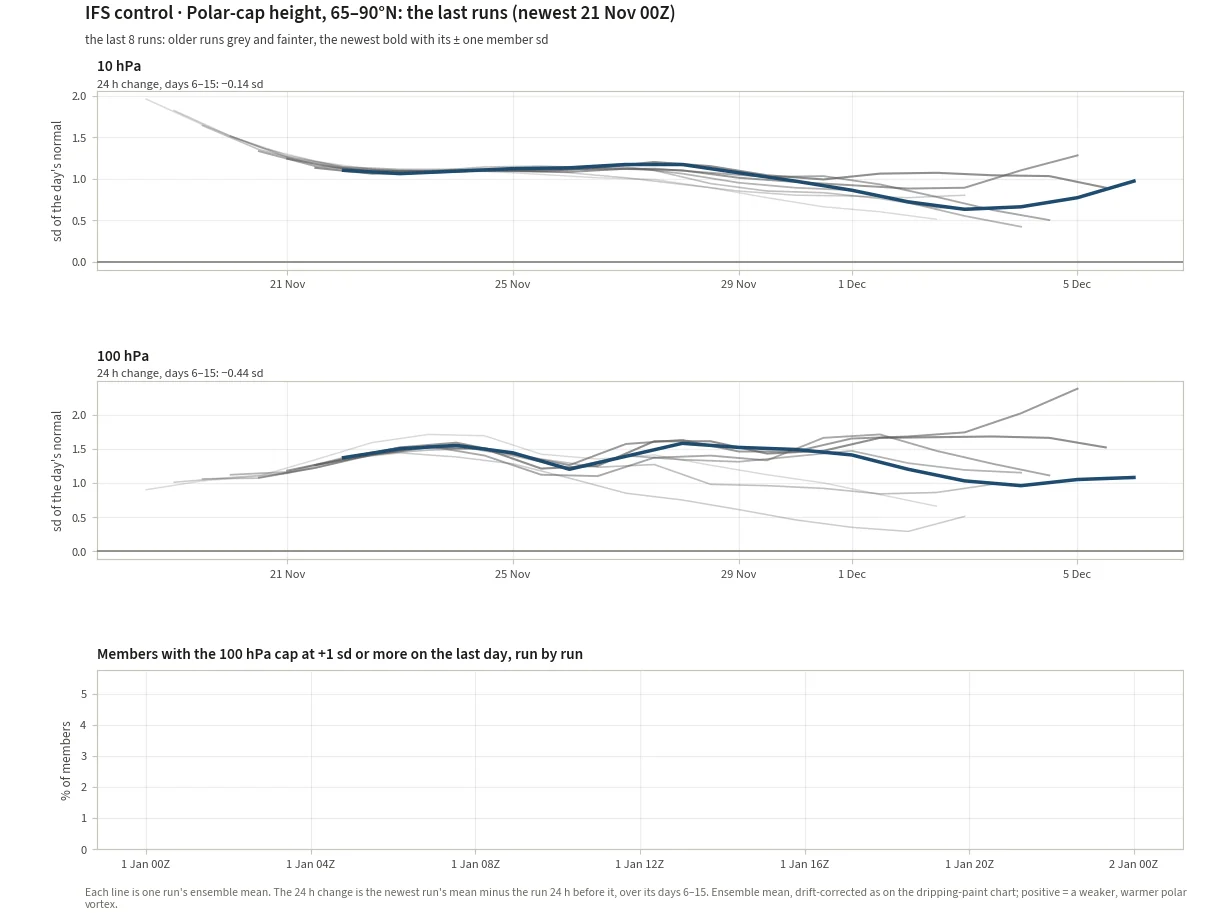 IFS control · Polar-cap height, 65–90°N: the last runs (newest 21 Nov 00Z)
the last 8 runs: older runs grey and fainter, the newest bold with its ± one member sd
10 hPa
24 h change, days 6–15: −0.14 sd
sd of the day's normal
2.0
1.5
1.0
0.5
0.0
21 Nov
25 Nov
29 Nov
1 Dec
5 Dec
100 hPa
24 h change, days 6–15: −0.44 sd
sd of the day's normal
2.0
1.5
1.0
0.5
0.0
21 Nov
25 Nov
29 Nov
1 Dec
5 Dec
Members with the 100 hPa cap at +1 sd or more on the last day, run by run
% of members
5
4
3
2
1
0
1 Jan 00Z
1 Jan 04Z
1 Jan 08Z
1 Jan 12Z
1 Jan 16Z
1 Jan 20Z
2 Jan 00Z
Each line is one run's ensemble mean. The 24 h change is the newest run's mean minus the run 24 h before it, over its days 6–15. Ensemble mean, drift-corrected as on the dripping-paint chart; positive = a weaker, warmer polar
vortex.